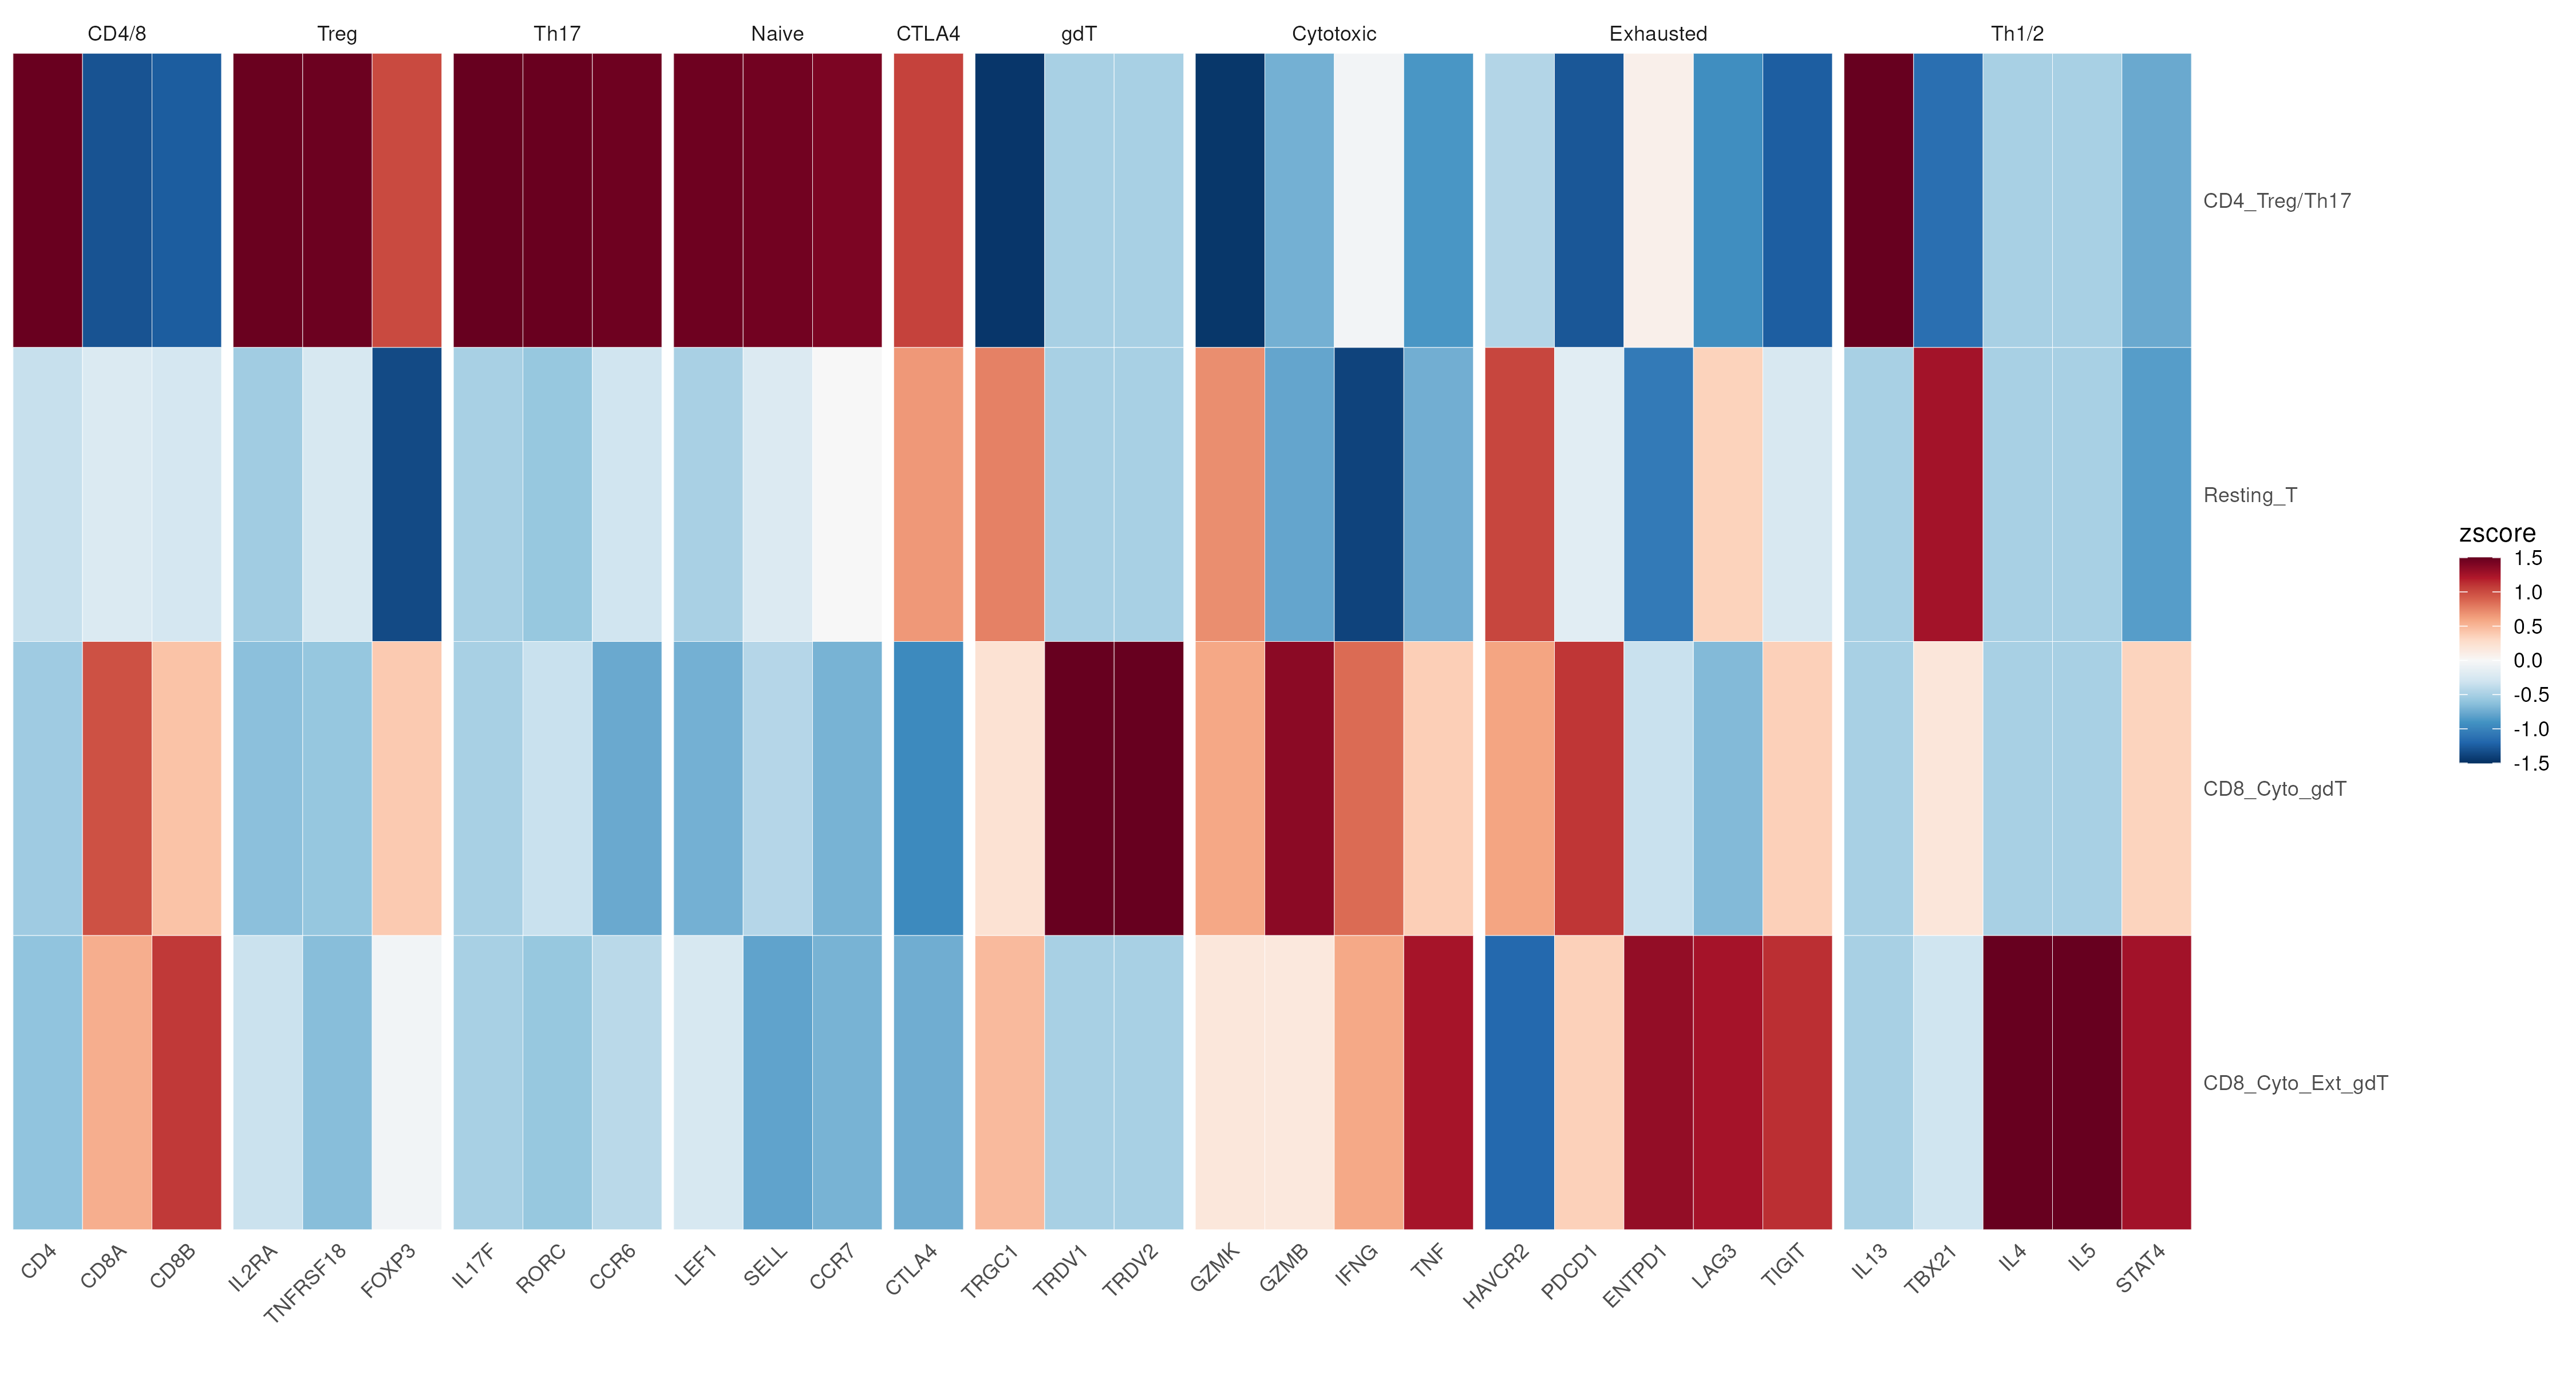 CD4/8 Treg Th17 Naive CTLA4 gdT Cytotoxic Exhausted Th1/2
CD4_Treg/Th17
Resting_T
CD8_Cyto_gdT
CD8_Cyto_Ext_gdT
zscore
1.5
1.0
0.5
0.0
-0.5
-1.0
-1.5
CD4 CD8A CD8B IL2RA TNFRSF18 FOXP3 IL17F RORC CCR6 LEF1 SELL CCR7 CTLA4 TRGC1 TRDV1 TRDV2 GZMK GZMB IFNG TNF HAVCR2 PDCD1 ENTPD1 LAG3 TIGIT IL13 TBX21 IL4 IL5 STAT4